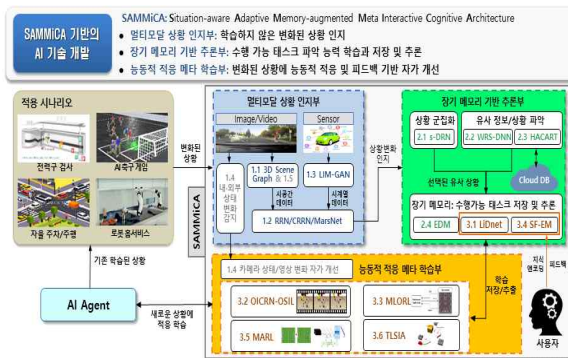 SAMMiCA 기반의
AI 기술 개발
SAMMiCA: Situation-aware Adaptive Memory-augmented Meta Interactive Cognitive Architecture
• 멀티모달 상황 인지부: 학습하지 않은 변화된 상황 인지
• 장기 메모리 기반 추론부: 수행 가능 태스크 파악 능력 학습과 저장 및 추론
• 능동적 적응 메타 학습부: 변화된 상황에 능동적 적응 및 피드백 기반 자가 개선
적용 시나리오
전력구 검사
AI축구 게임
자율 주차/주행
로봇 홈서비스
변화된
상황
기존 학습된 상황
AI Agent
새로운 상황에
적응 학습
SAMMiCA
멀티모달 상황 인지부
Image/Video
Sensor
1.4
내·외부
상태
변화
감지
1.1 3D Scene
Graph & 1.5
1.3 LIM-GAN
시공간
데이터
시계열
데이터
1.2 RRN/CRRN/MarsNet
상황변화
인지
장기 메모리 기반 추론부
상황 군집화
2.1 s-DRN
유사 정보/상황 파악
2.2 WRS-DNN
2.3 HACART
선택된 유사 상황
Cloud DB
장기 메모리: 수행가능 태스크 저장 및 추론
2.4 EDM
3.1 LiDnet
3.4 SF-EM
1.4 카메라 상태/영상 변화 자가 개선
능동적 적응 메타 학습부
3.2 OICRN-OSIL
3.3 MLORL
3.5 MARL
3.6 TLSIA
학습
저장/추출
지식
앰코딩
피드백
사용자